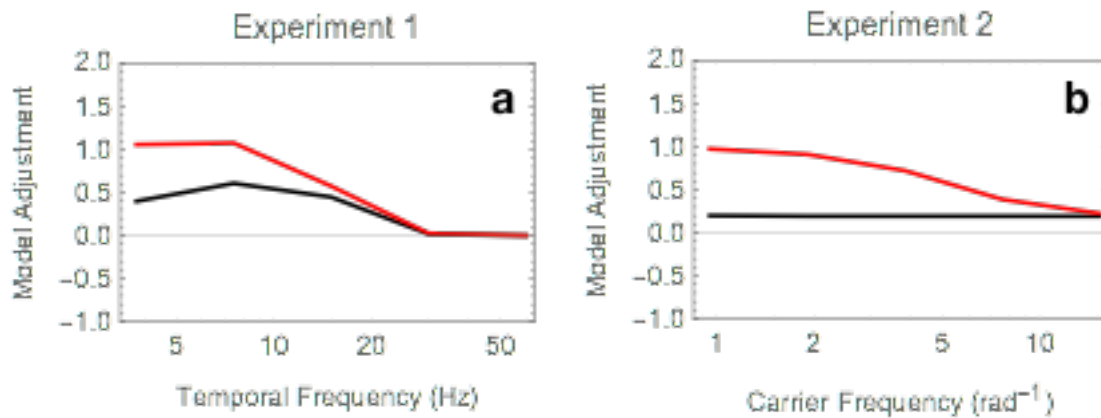 Experiment 1
Model Adjustment
2.0
1.5
1.0
0.5
0.0
−0.5
−1.0
a
5 10 20 50
Temporal Frequency (Hz)
Experiment 2
Model Adjustment
2.0
1.5
1.0
0.5
0.0
−0.5
−1.0
b
1 2 5 10
Carrier Frequency (rad⁻¹)